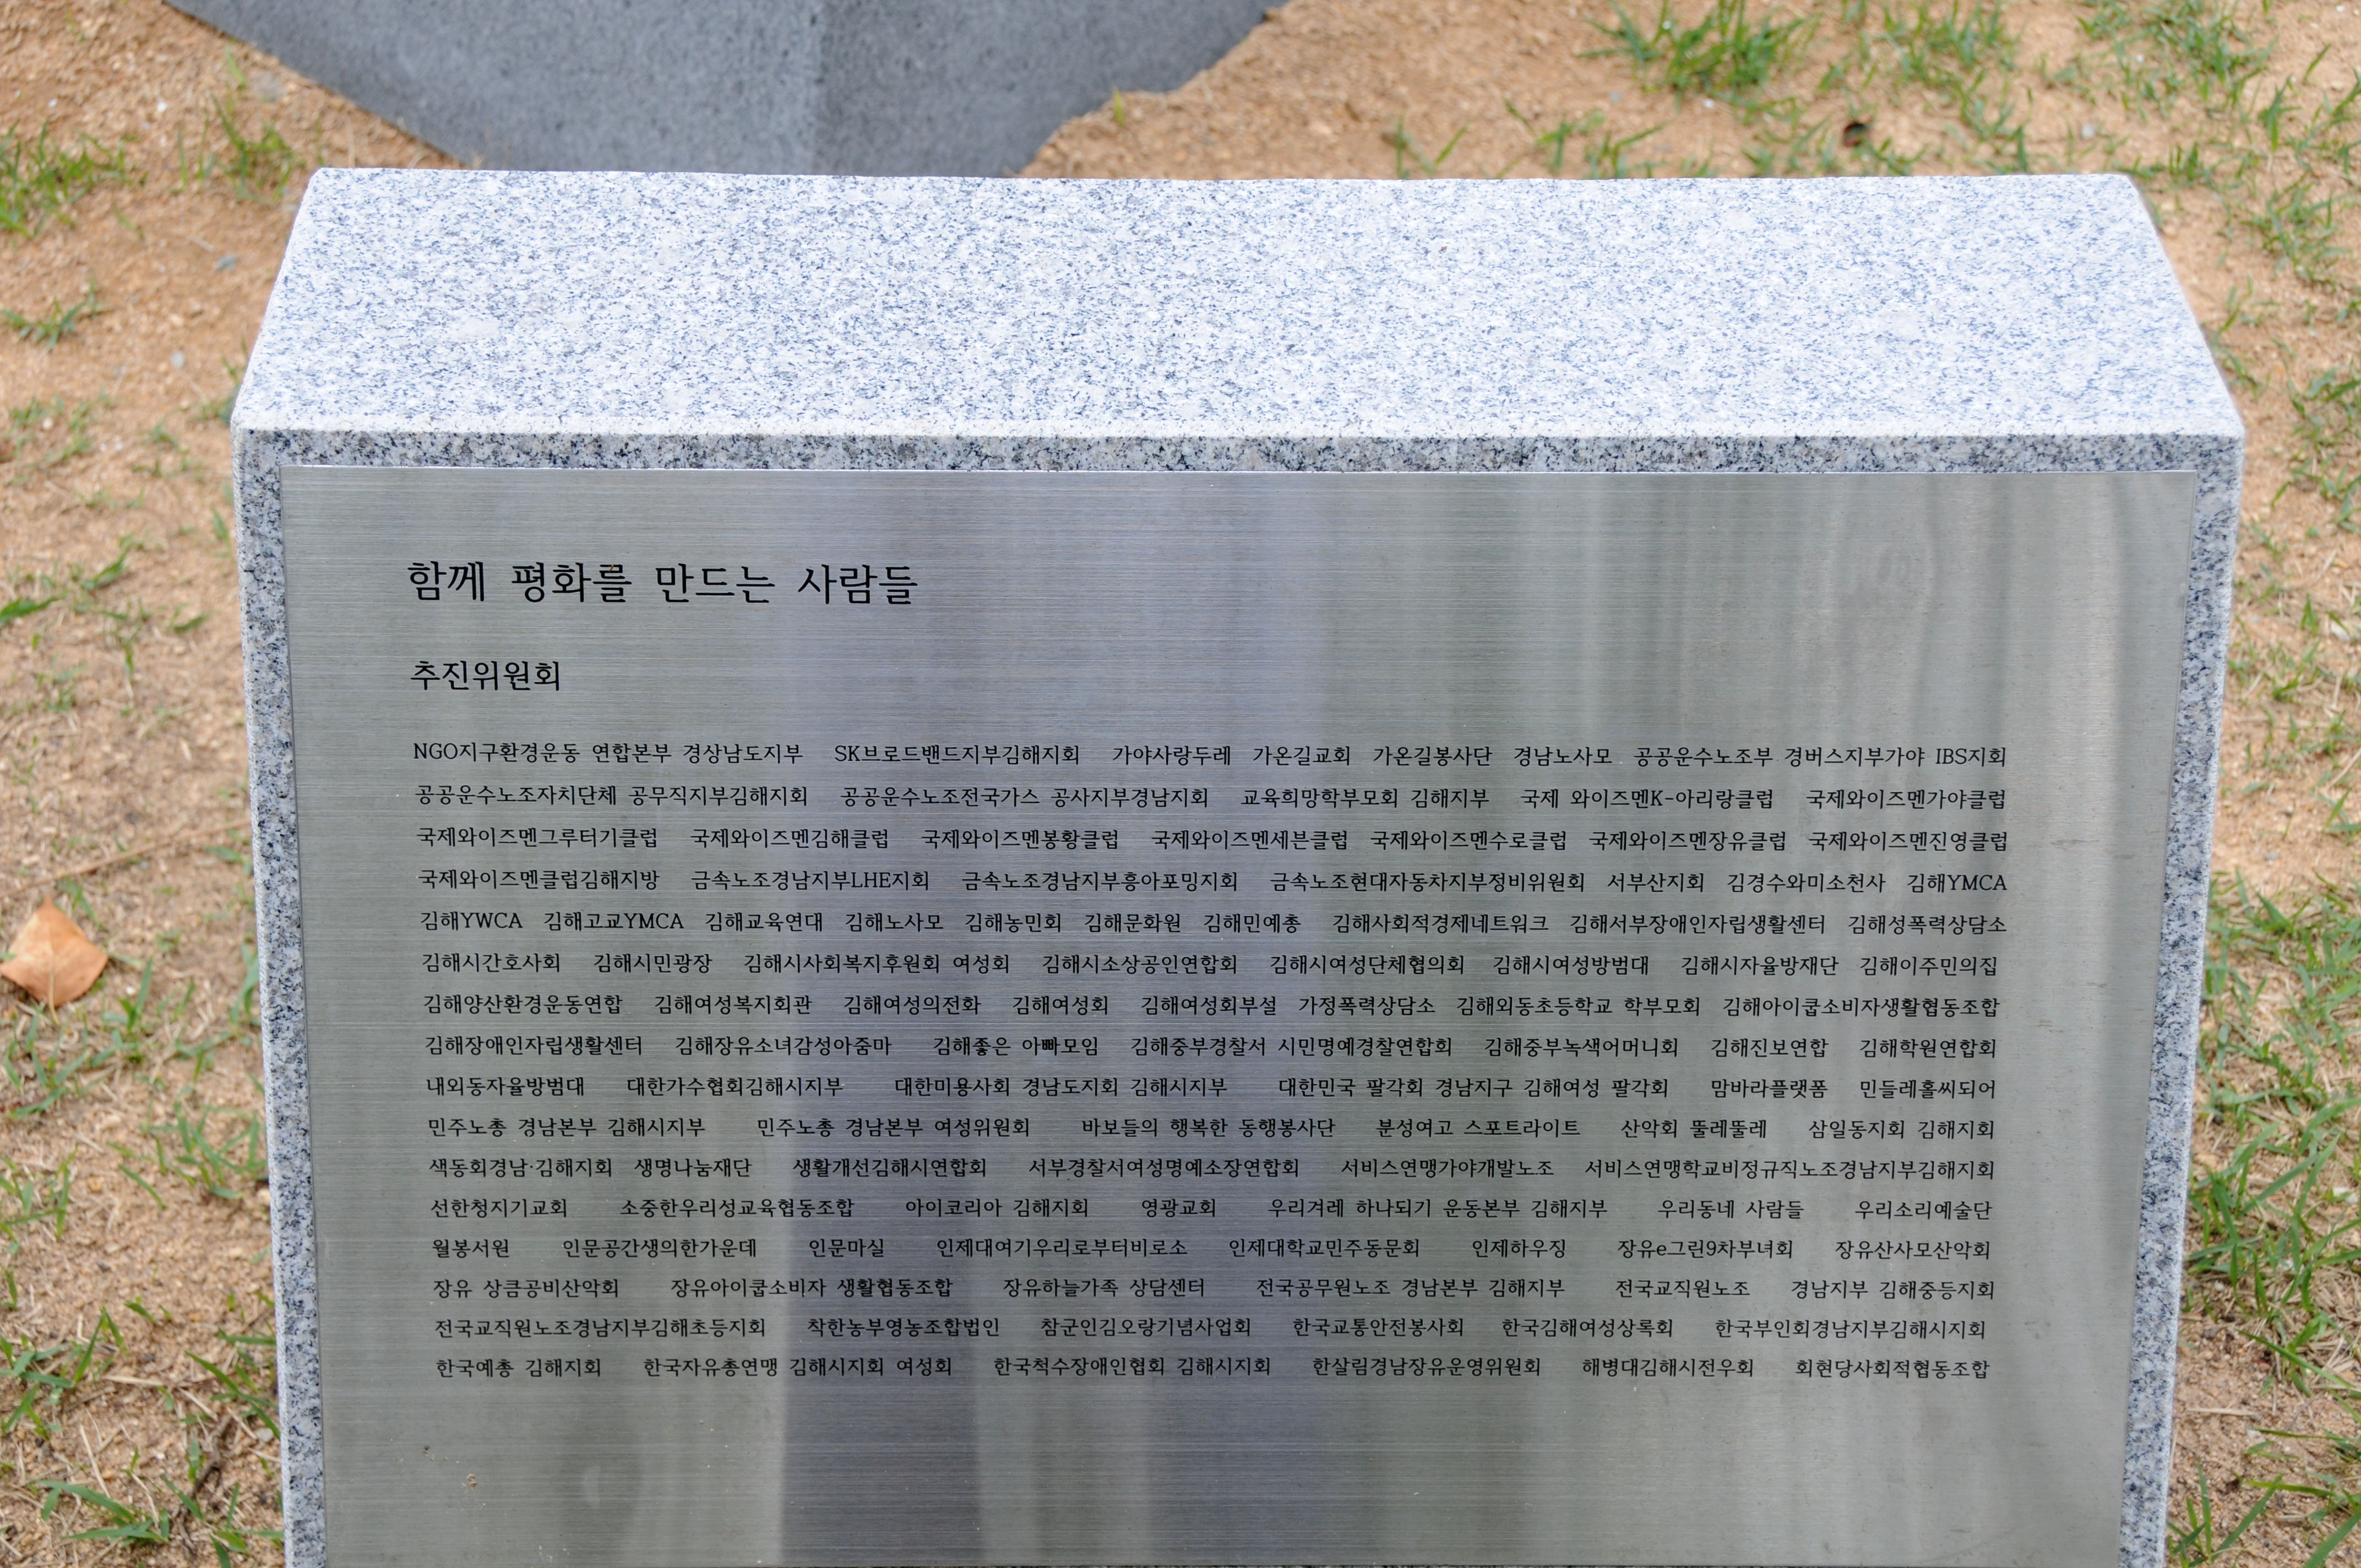 함께 평화를 만드는 사람들
추진위원회
NGO지구환경운동 연합본부 경상남도지부 SK브로드밴드지부김해지회 가야사랑두레 가온길교회 가온길봉사단 경남노사모 공공운수노조부 경버스지부가야 IBS지회
공공운수노조자치단체 공무직지부김해지회 공공운수노조전국가스 공사지부경남지회 교육희망학부모회 김해지부 국제 와이즈멘K-아리랑클럽 국제와이즈멘가야클럽
국제와이즈멘그루터기클럽 국제와이즈멘김해클럽 국제와이즈멘봉황클럽 국제와이즈멘세븐클럽 국제와이즈멘수로클럽 국제와이즈멘장유클럽 국제와이즈멘진영클럽
국제와이즈멘클럽김해지방 금속노조경남지부LHE지회 금속노조경남지부흥아포밍지회 금속노조현대자동차지부정비위원회 서부산지회 김경수와미소천사 김해YMCA
김해YWCA 김해고교YMCA 김해교육연대 김해노사모 김해농민회 김해문화원 김해민예총 김해사회적경제네트워크 김해서부장애인자립생활센터 김해성폭력상담소
김해시간호사회 김해시민광장 김해시사회복지후원회 여성회 김해시소상공인연합회 김해시여성단체협의회 김해시여성방범대 김해시자율방재단 김해이주민의집
김해양산환경운동연합 김해여성복지회관 김해여성의전화 김해여성회 김해여성회부설 가정폭력상담소 김해외동초등학교 학부모회 김해아이쿱소비자생활협동조합
김해장애인자립생활센터 김해장유소녀감성아줌마 김해좋은 아빠모임 김해중부경찰서 시민명예경찰연합회 김해중부녹색어머니회 김해진보연합 김해학원연합회
내외동자율방범대 대한가수협회김해시지부 대한미용사회 경남도지회 김해시지부 대한민국 팔각회 경남지구 김해여성 팔각회 맘바라플랫폼 민들레홀씨되어
민주노총 경남본부 김해시지부 민주노총 경남본부 여성위원회 바보들의 행복한 동행봉사단 분성여고 스포트라이트 산악회 뚤레뚤레 삼일동지회 김해지회
색동회경남·김해지회 생명나눔재단 생활개선김해시연합회 서부경찰서여성명예소장연합회 서비스연맹가야개발노조 서비스연맹학교비정규직노조경남지부김해지회
선한청지기교회 소중한우리성교육협동조합 아이코리아 김해지회 영광교회 우리겨레 하나되기 운동본부 김해지부 우리동네 사람들 우리소리예술단
월봉서원 인문공간생의한가운데 인문마실 인제대여기우리로부터비로소 인제대학교민주동문회 인제하우징 장유e그린9차부녀회 장유산사모산악회
장유 상큼공비산악회 장유아이쿱소비자 생활협동조합 장유하늘가족 상담센터 전국공무원노조 경남본부 김해지부 전국교직원노조 경남지부 김해중등지회
전국교직원노조경남지부김해초등지회 착한농부영농조합법인 참군인김오랑기념사업회 한국교통안전봉사회 한국김해여성상록회 한국부인회경남지부김해시지회
한국예총 김해지회 한국자유총연맹 김해시지회 여성회 한국척수장애인협회 김해시지회 한살림경남장유운영위원회 해병대김해시전우회 회현당사회적협동조합